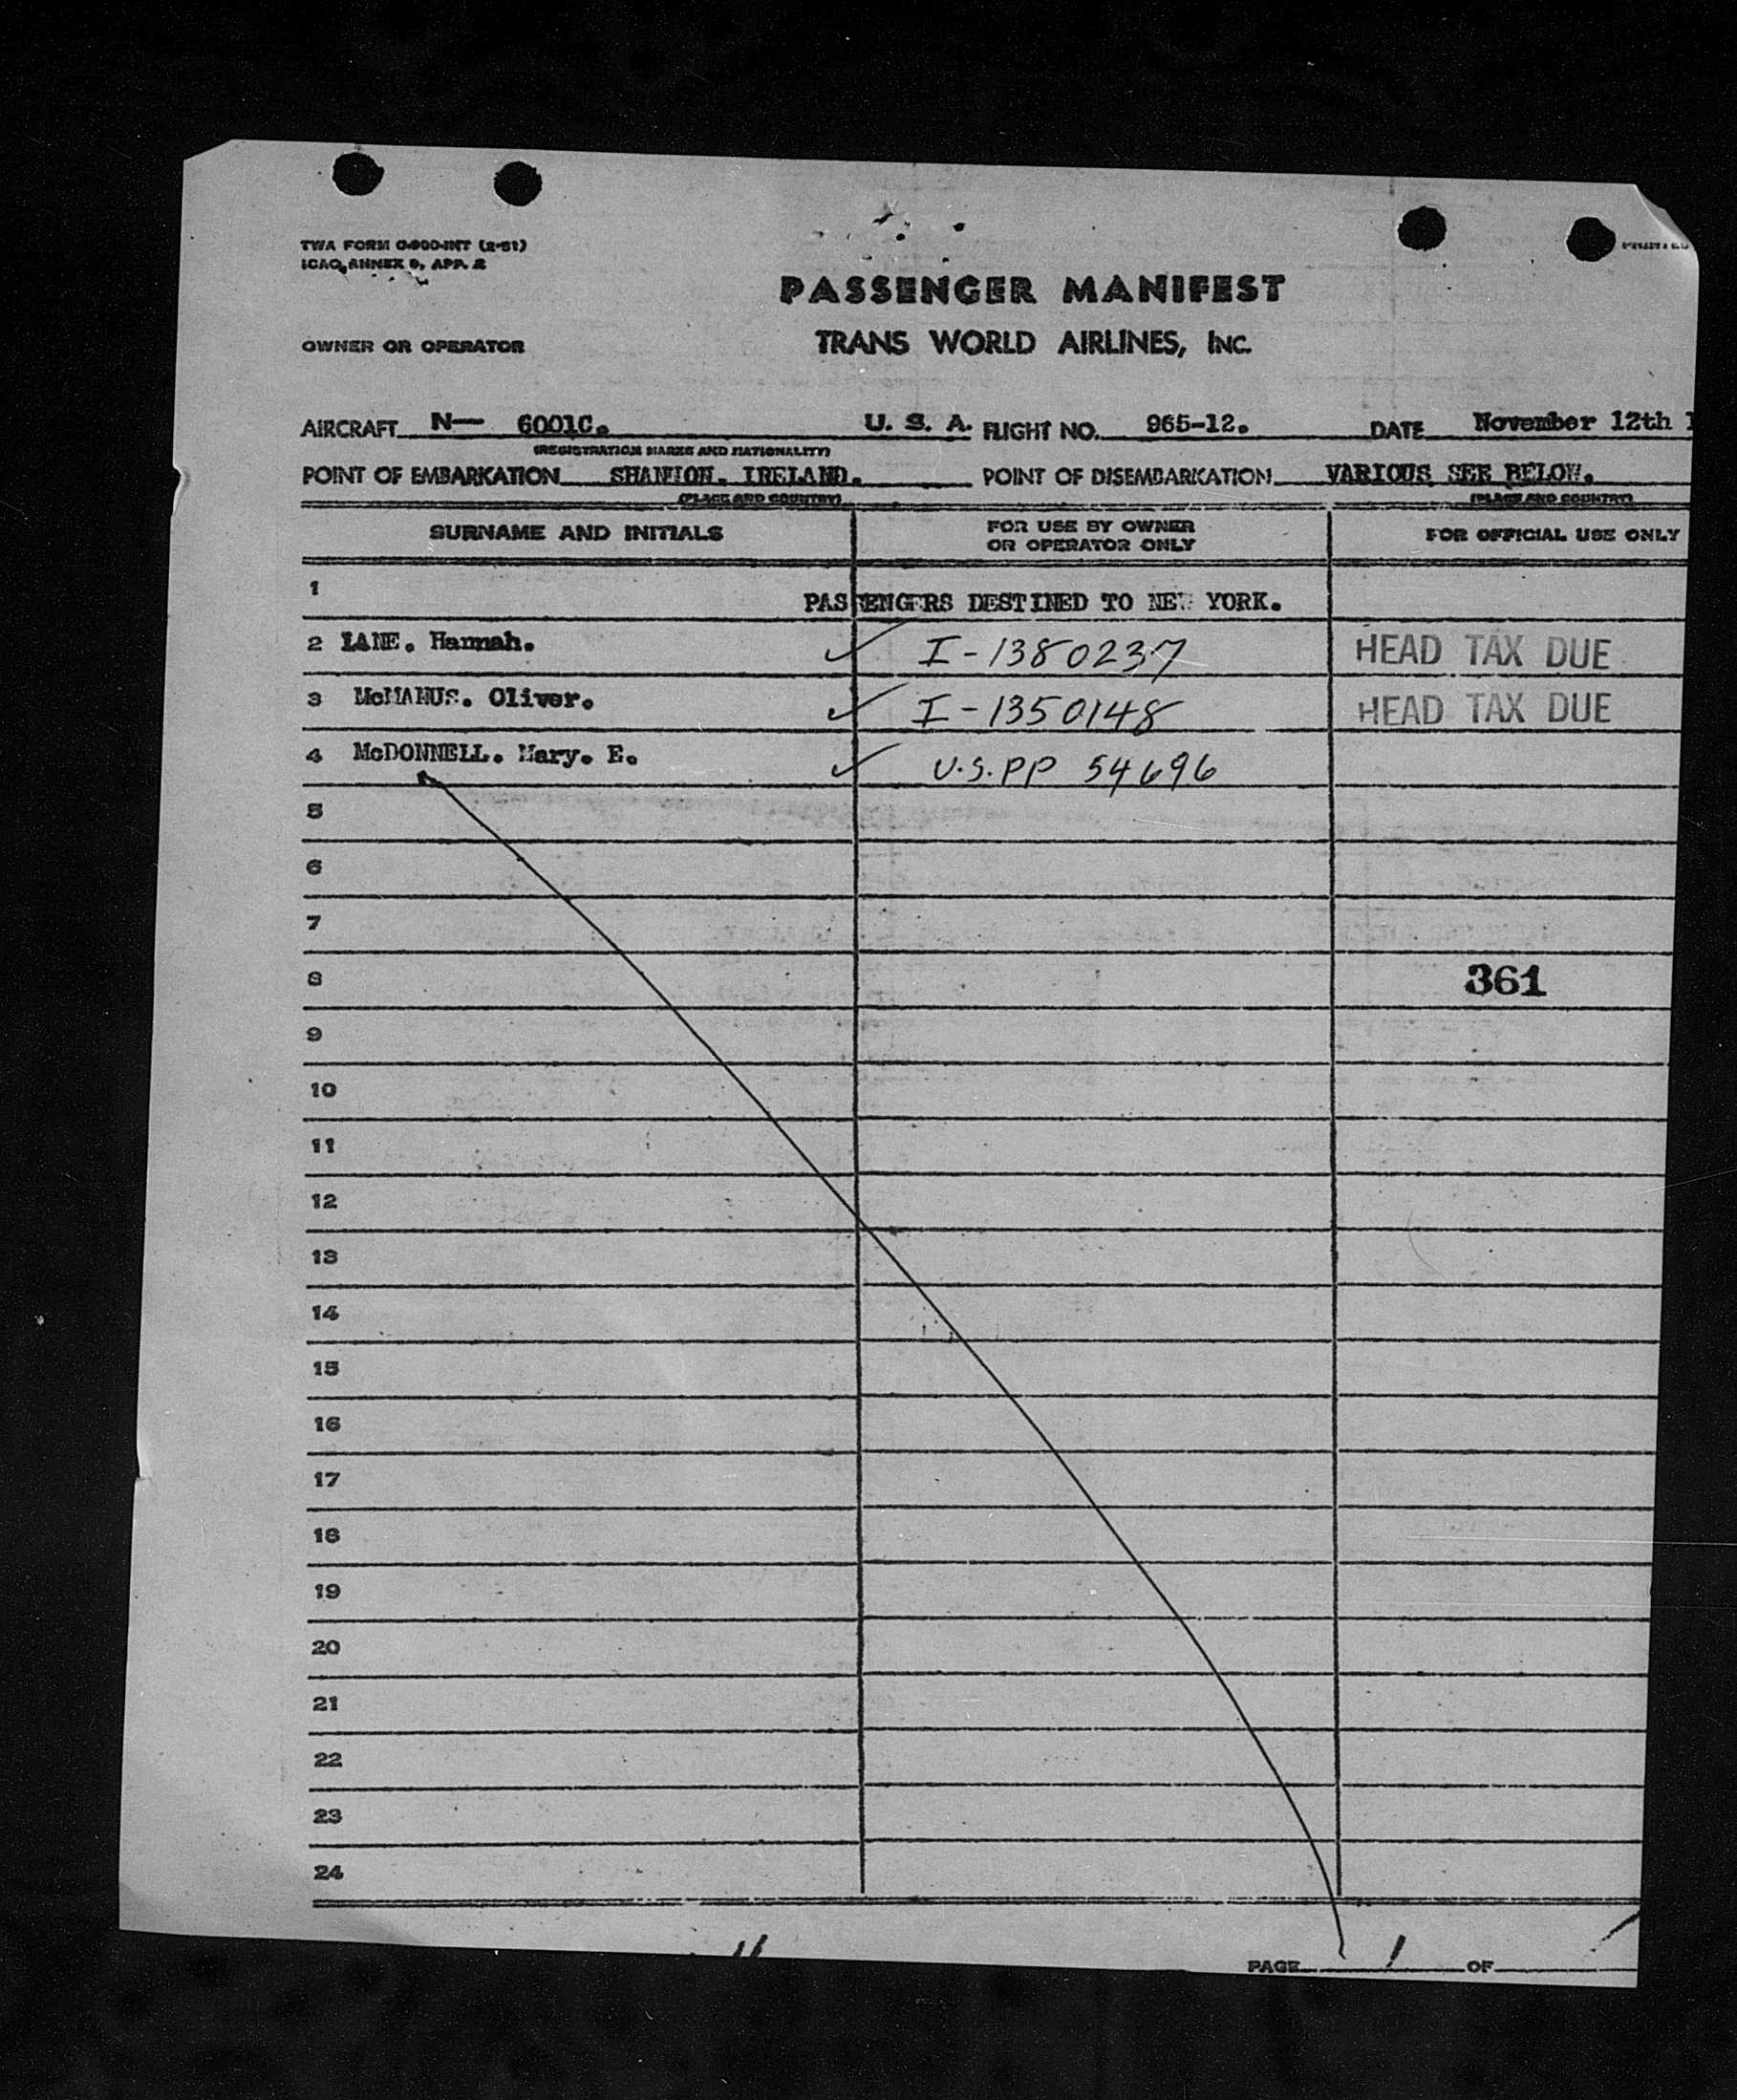 TWA FORM O-900-INT (2-51)
ICAO, ANNEX 9, APP. 2
PASSENGER MANIFEST
OWNER OR OPERATOR TRANS WORLD AIRLINES, INC.
AIRCRAFT N— 6001C. U. S. A. FLIGHT NO. 965-12. DATE November 12th
(REGISTRATION MARKS AND NATIONALITY)
POINT OF EMBARKATION SHANNON. IRELAND. POINT OF DISEMBARKATION VARIOUS SEE BELOW.
(PLACE AND COUNTRY) (PLACE AND COUNTRY)
SURNAME AND INITIALS FOR USE BY OWNER OR OPERATOR ONLY FOR OFFICIAL USE ONLY
1 PASSENGERS DESTINED TO NEW YORK.
2 LANE. Hannah. ✓ I-1380237 HEAD TAX DUE
3 McMANUS. Oliver. ✓ I-1350148 HEAD TAX DUE
4 McDONNELL. Mary. E. ✓ U.S.PP 54696
5
6
7
8 361
9
10
11
12
13
14
15
16
17
18
19
20
21
22
23
24
PAGE 1 OF